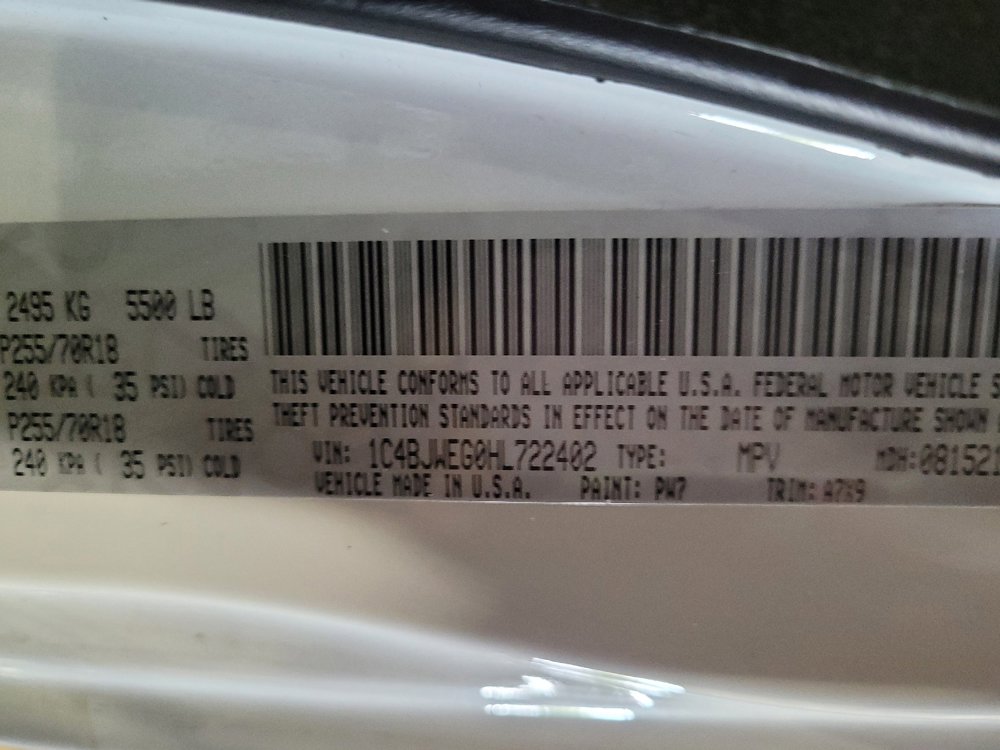 2495 KG 5500 LB
P255/70R18 TIRES
240 KPA ( 35 PSI) COLD
P255/70R18 TIRES
240 KPA ( 35 PSI) COLD
THIS VEHICLE CONFORMS TO ALL APPLICABLE U.S.A. FEDERAL MOTOR VEHICLE S
THEFT PREVENTION STANDARDS IN EFFECT ON THE DATE OF MANUFACTURE SHOWN
VIN: 1C4BJWEG0HL722402 TYPE: MPV MDH:081521
VEHICLE MADE IN U.S.A. PAINT: PW7 TRIM: